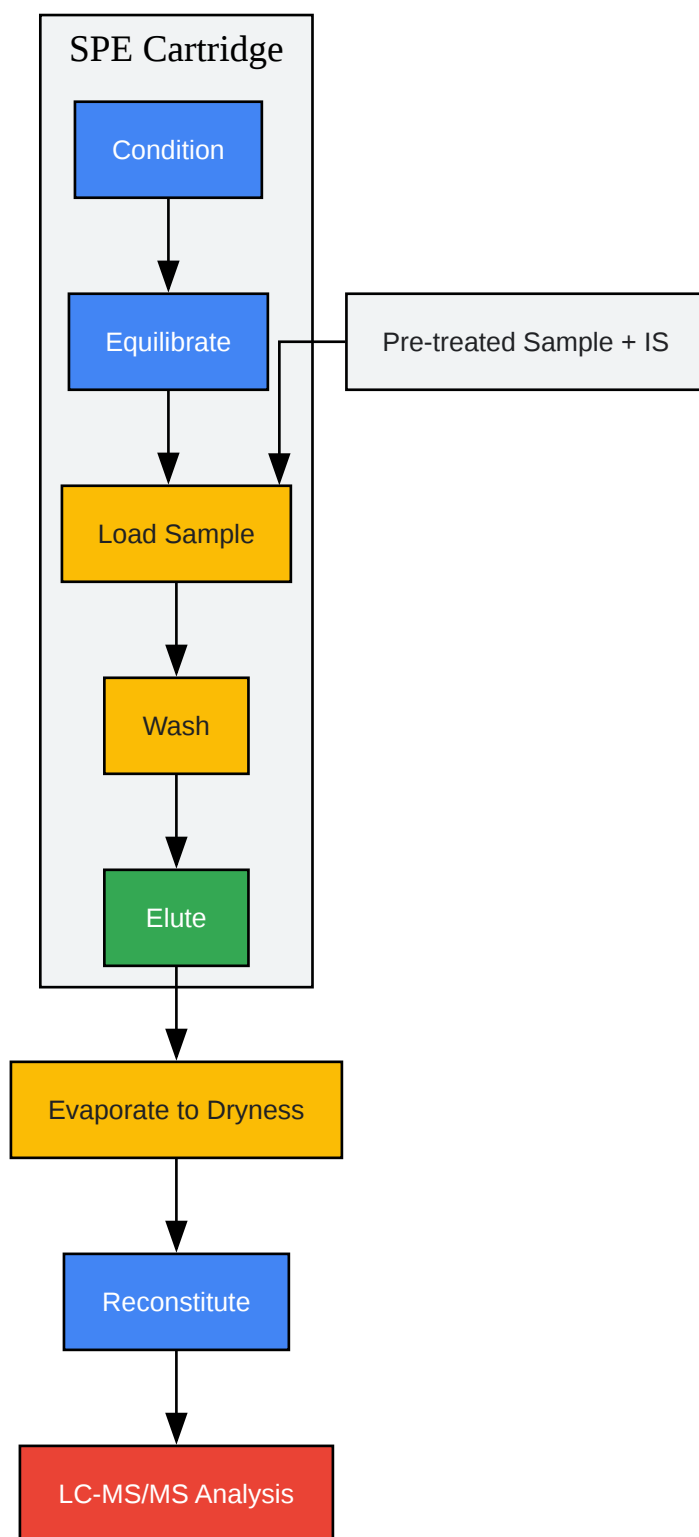 SPE Cartridge
Condition
Equilibrate
Pre-treated Sample + IS
Load Sample
Wash
Elute
Evaporate to Dryness
Reconstitute
LC-MS/MS Analysis